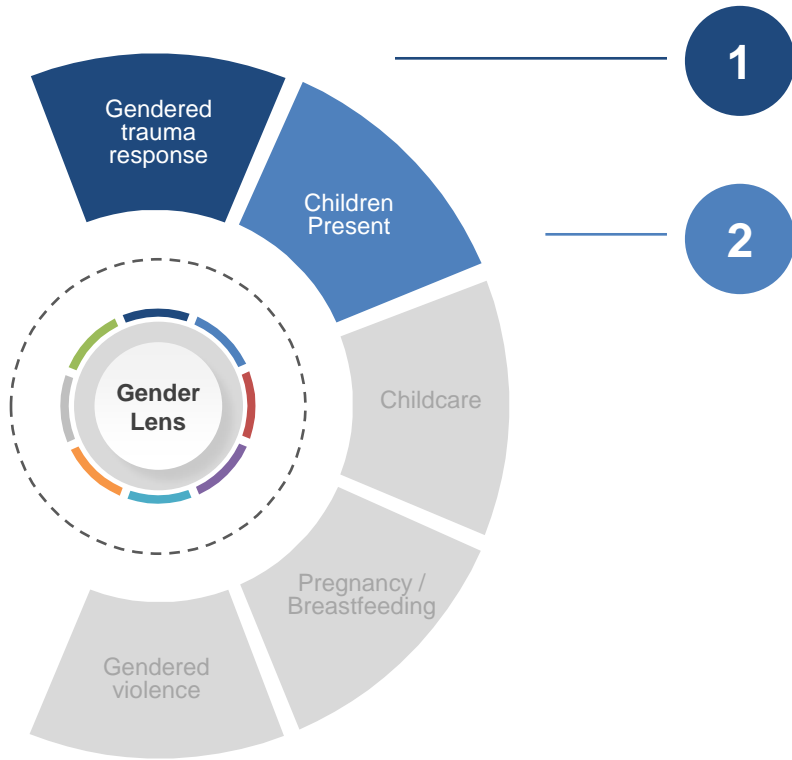 Gendered
trauma
response
1
Children
Present
2
Gender
Lens
Childcare
Pregnancy /
Breastfeeding
Gendered
violence